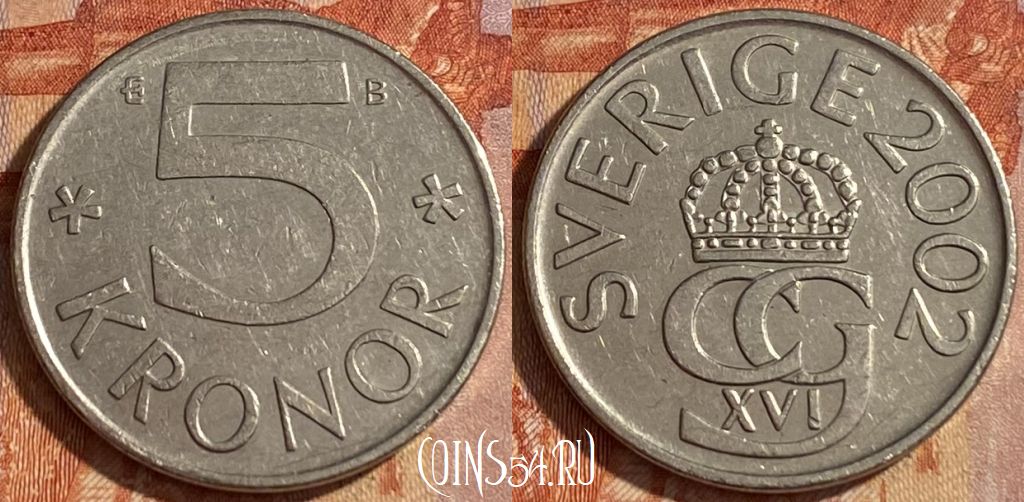 5
B
KRONOR
SVERIGE 2002
CG
XVI
COINS54.RU